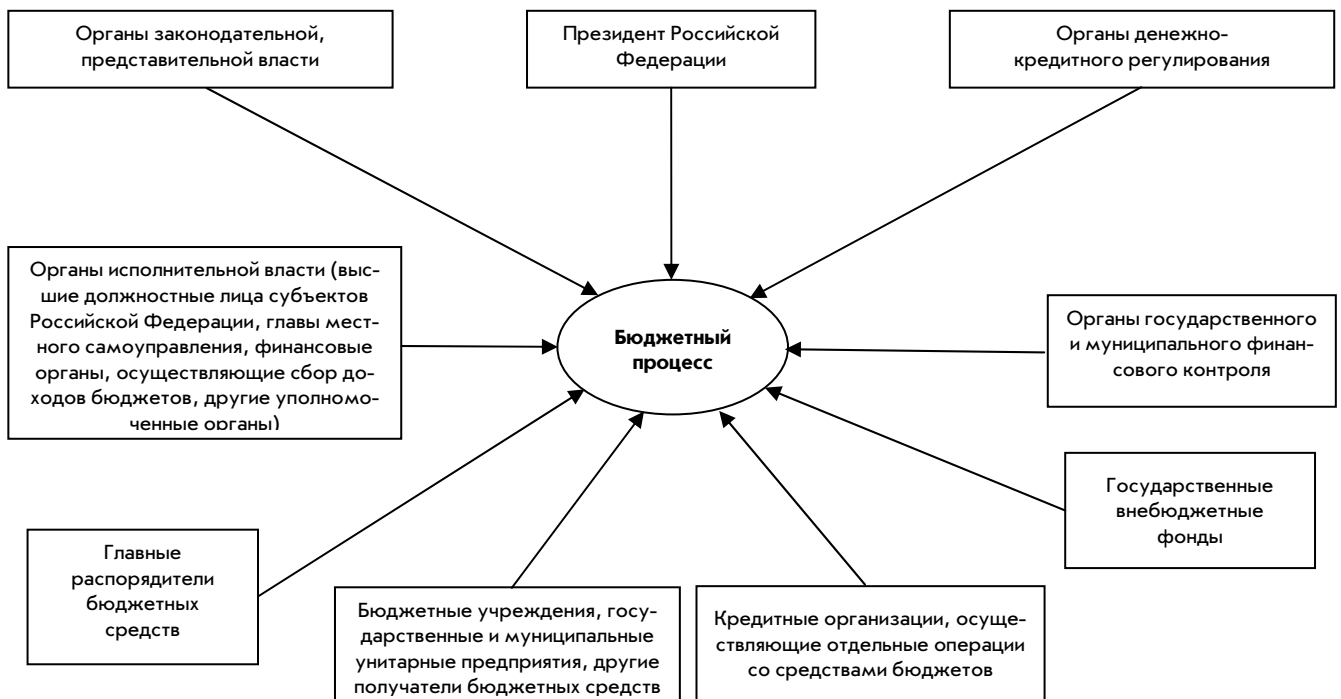 Органы законодательной,
представительной власти
Президент Российской
Федерации
Органы денежно-
кредитного регулирования
Органы исполнительной власти (выс-
шие должностные лица субъектов
Российской Федерации, главы мест-
ного самоуправления, финансовые
органы, осуществляющие сбор до-
ходов бюджетов, другие уполномо-
ченные органы)
Бюджетный
процесс
Органы государственного
и муниципального финан-
сового контроля
Государственные
внебюджетные
фонды
Главные
распорядители
бюджетных
средств
Бюджетные учреждения, госу-
дарственные и муниципальные
унитарные предприятия, другие
получатели бюджетных средств
Кредитные организации, осуще-
ствляющие отдельные операции
со средствами бюджетов